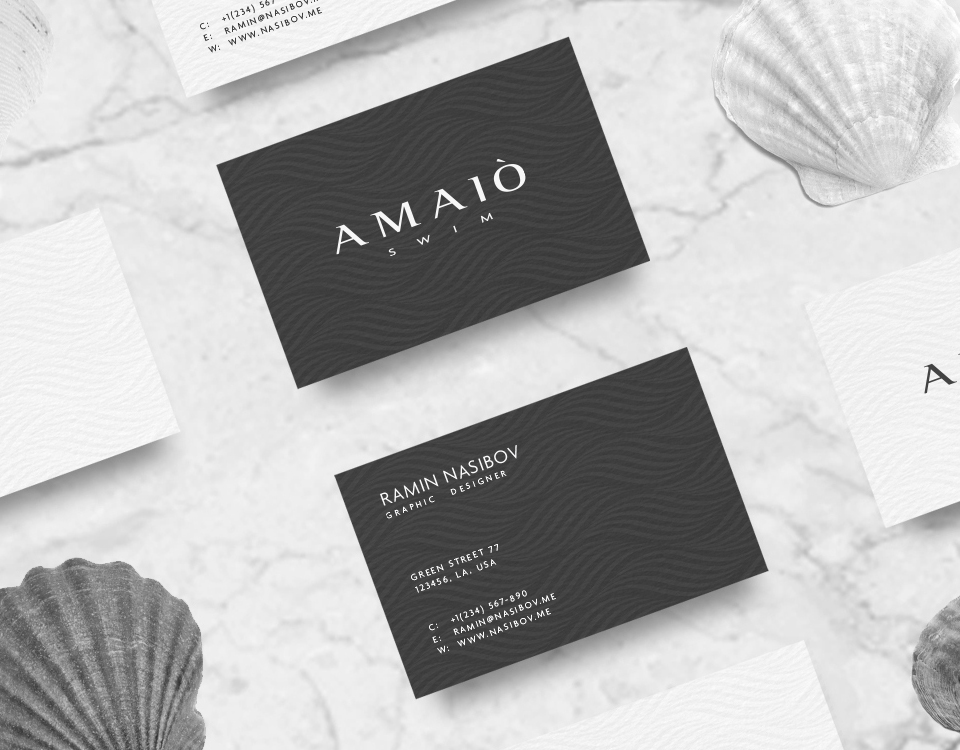 C: +1(234) 567
E: RAMIN@NASIBOV.M
W: WWW.NASIBOV.ME
AMAIÒ
SWIM
A
RAMIN NASIBOV
GRAPHIC DESIGNER
GREEN STREET 77
123456, LA, USA
C: +1(234) 567-890
E: RAMIN@NASIBOV.ME
W: WWW.NASIBOV.ME